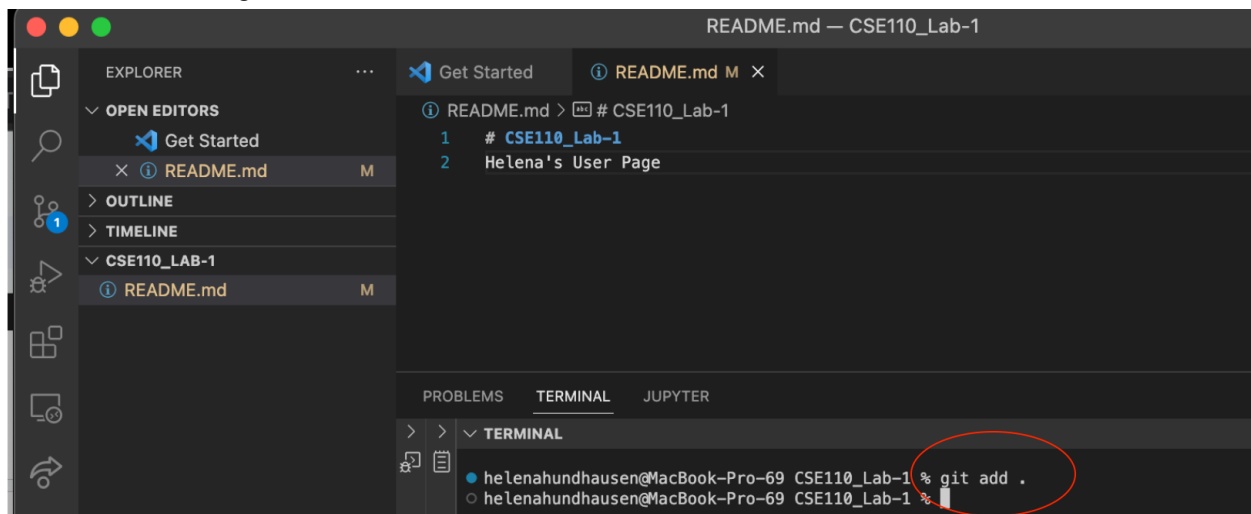 README.md — CSE110_Lab-1
EXPLORER ...
Get Started README.md M ×
OPEN EDITORS
README.md > abc # CSE110_Lab-1
Get Started
1 # CSE110_Lab-1
× README.md M
2 Helena's User Page
OUTLINE
1
TIMELINE
CSE110_LAB-1
README.md M
PROBLEMS TERMINAL JUPYTER
> > TERMINAL
helenahundhausen@MacBook-Pro-69 CSE110_Lab-1 % git add .
helenahundhausen@MacBook-Pro-69 CSE110_Lab-1 %